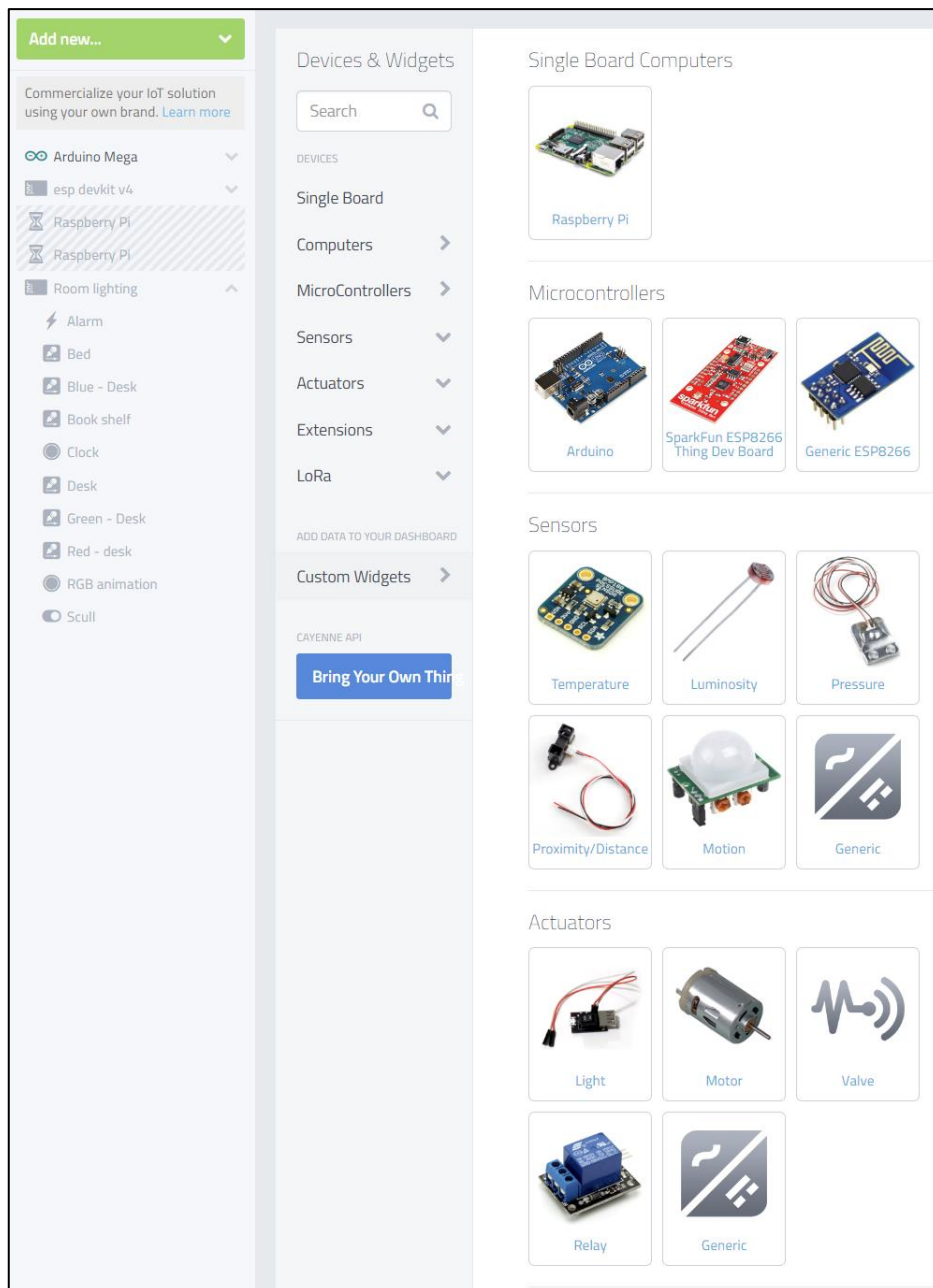 Add new...
Commercialize your IoT solution
using your own brand. Learn more
Arduino Mega
esp devkit v4
Raspberry Pi
Raspberry Pi
Room lighting
Alarm
Bed
Blue - Desk
Book shelf
Clock
Desk
Green - Desk
Red - desk
RGB animation
Scull
Devices & Widgets
Search
DEVICES
Single Board
Computers
MicroControllers
Sensors
Actuators
Extensions
LoRa
ADD DATA TO YOUR DASHBOARD
Custom Widgets
CAYENNE API
Bring Your Own Thing
Single Board Computers
Raspberry Pi
Microcontrollers
sparkfun
Arduino
SparkFun ESP8266
Thing Dev Board
Generic ESP8266
Sensors
Temperature
Luminosity
Pressure
Proximity/Distance
Motion
Generic
Actuators
Light
Motor
Valve
Relay
Generic